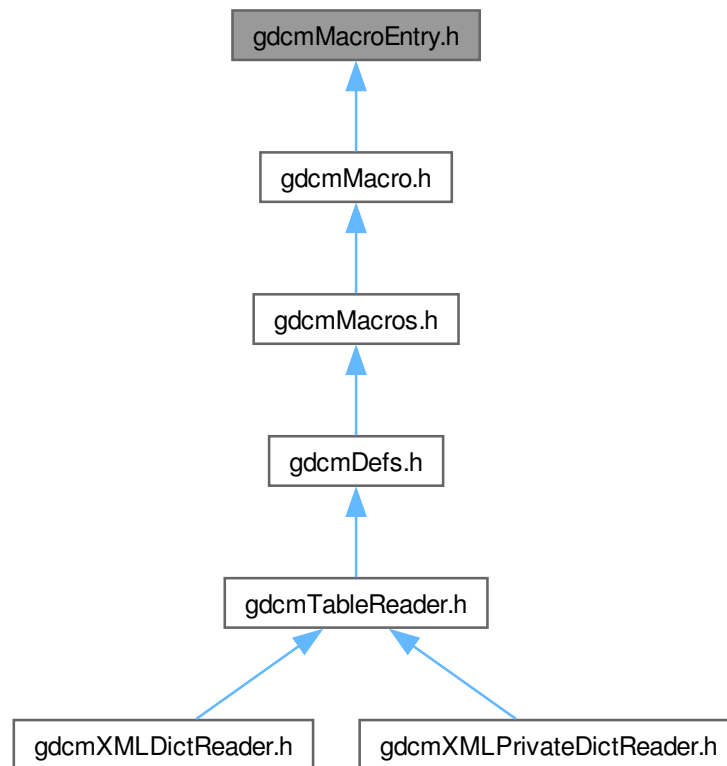 gdcmMacroEntry.h
gdcmMacro.h
gdcmMacros.h
gdcmDefs.h
gdcmTableReader.h
gdcmXMLDictReader.h
gdcmXMLPrivateDictReader.h